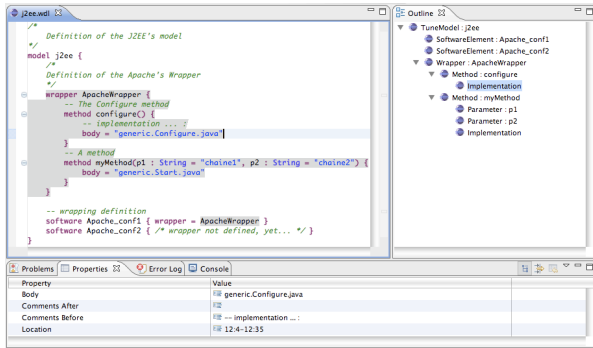 j2ee.wdl
/*
Definition of the J2EE's model
*/
model j2ee {
/*
Definition of the Apache's Wrapper
*/
wrapper ApacheWrapper {
-- The Configure method
method configure() {
-- implementation ... :
body = "generic.Configure.java"
}
-- A method
method myMethod(p1 : String = "chaine1", p2 : String = "chaine2") {
body = "generic.Start.java"
}
}
-- wrapping definition
software Apache_conf1 { wrapper = ApacheWrapper }
software Apache_conf2 { /* wrapper not defined, yet... */ }
}
Outline
TuneModel : j2ee
SoftwareElement : Apache_conf1
SoftwareElement : Apache_conf2
Wrapper : ApacheWrapper
Method : configure
Implementation
Method : myMethod
Parameter : p1
Parameter : p2
Implementation
Problems Properties Error Log Console
Property Value
Body generic.Configure.java
Comments After
Comments Before -- implementation ... :
Location 12:4-12:35